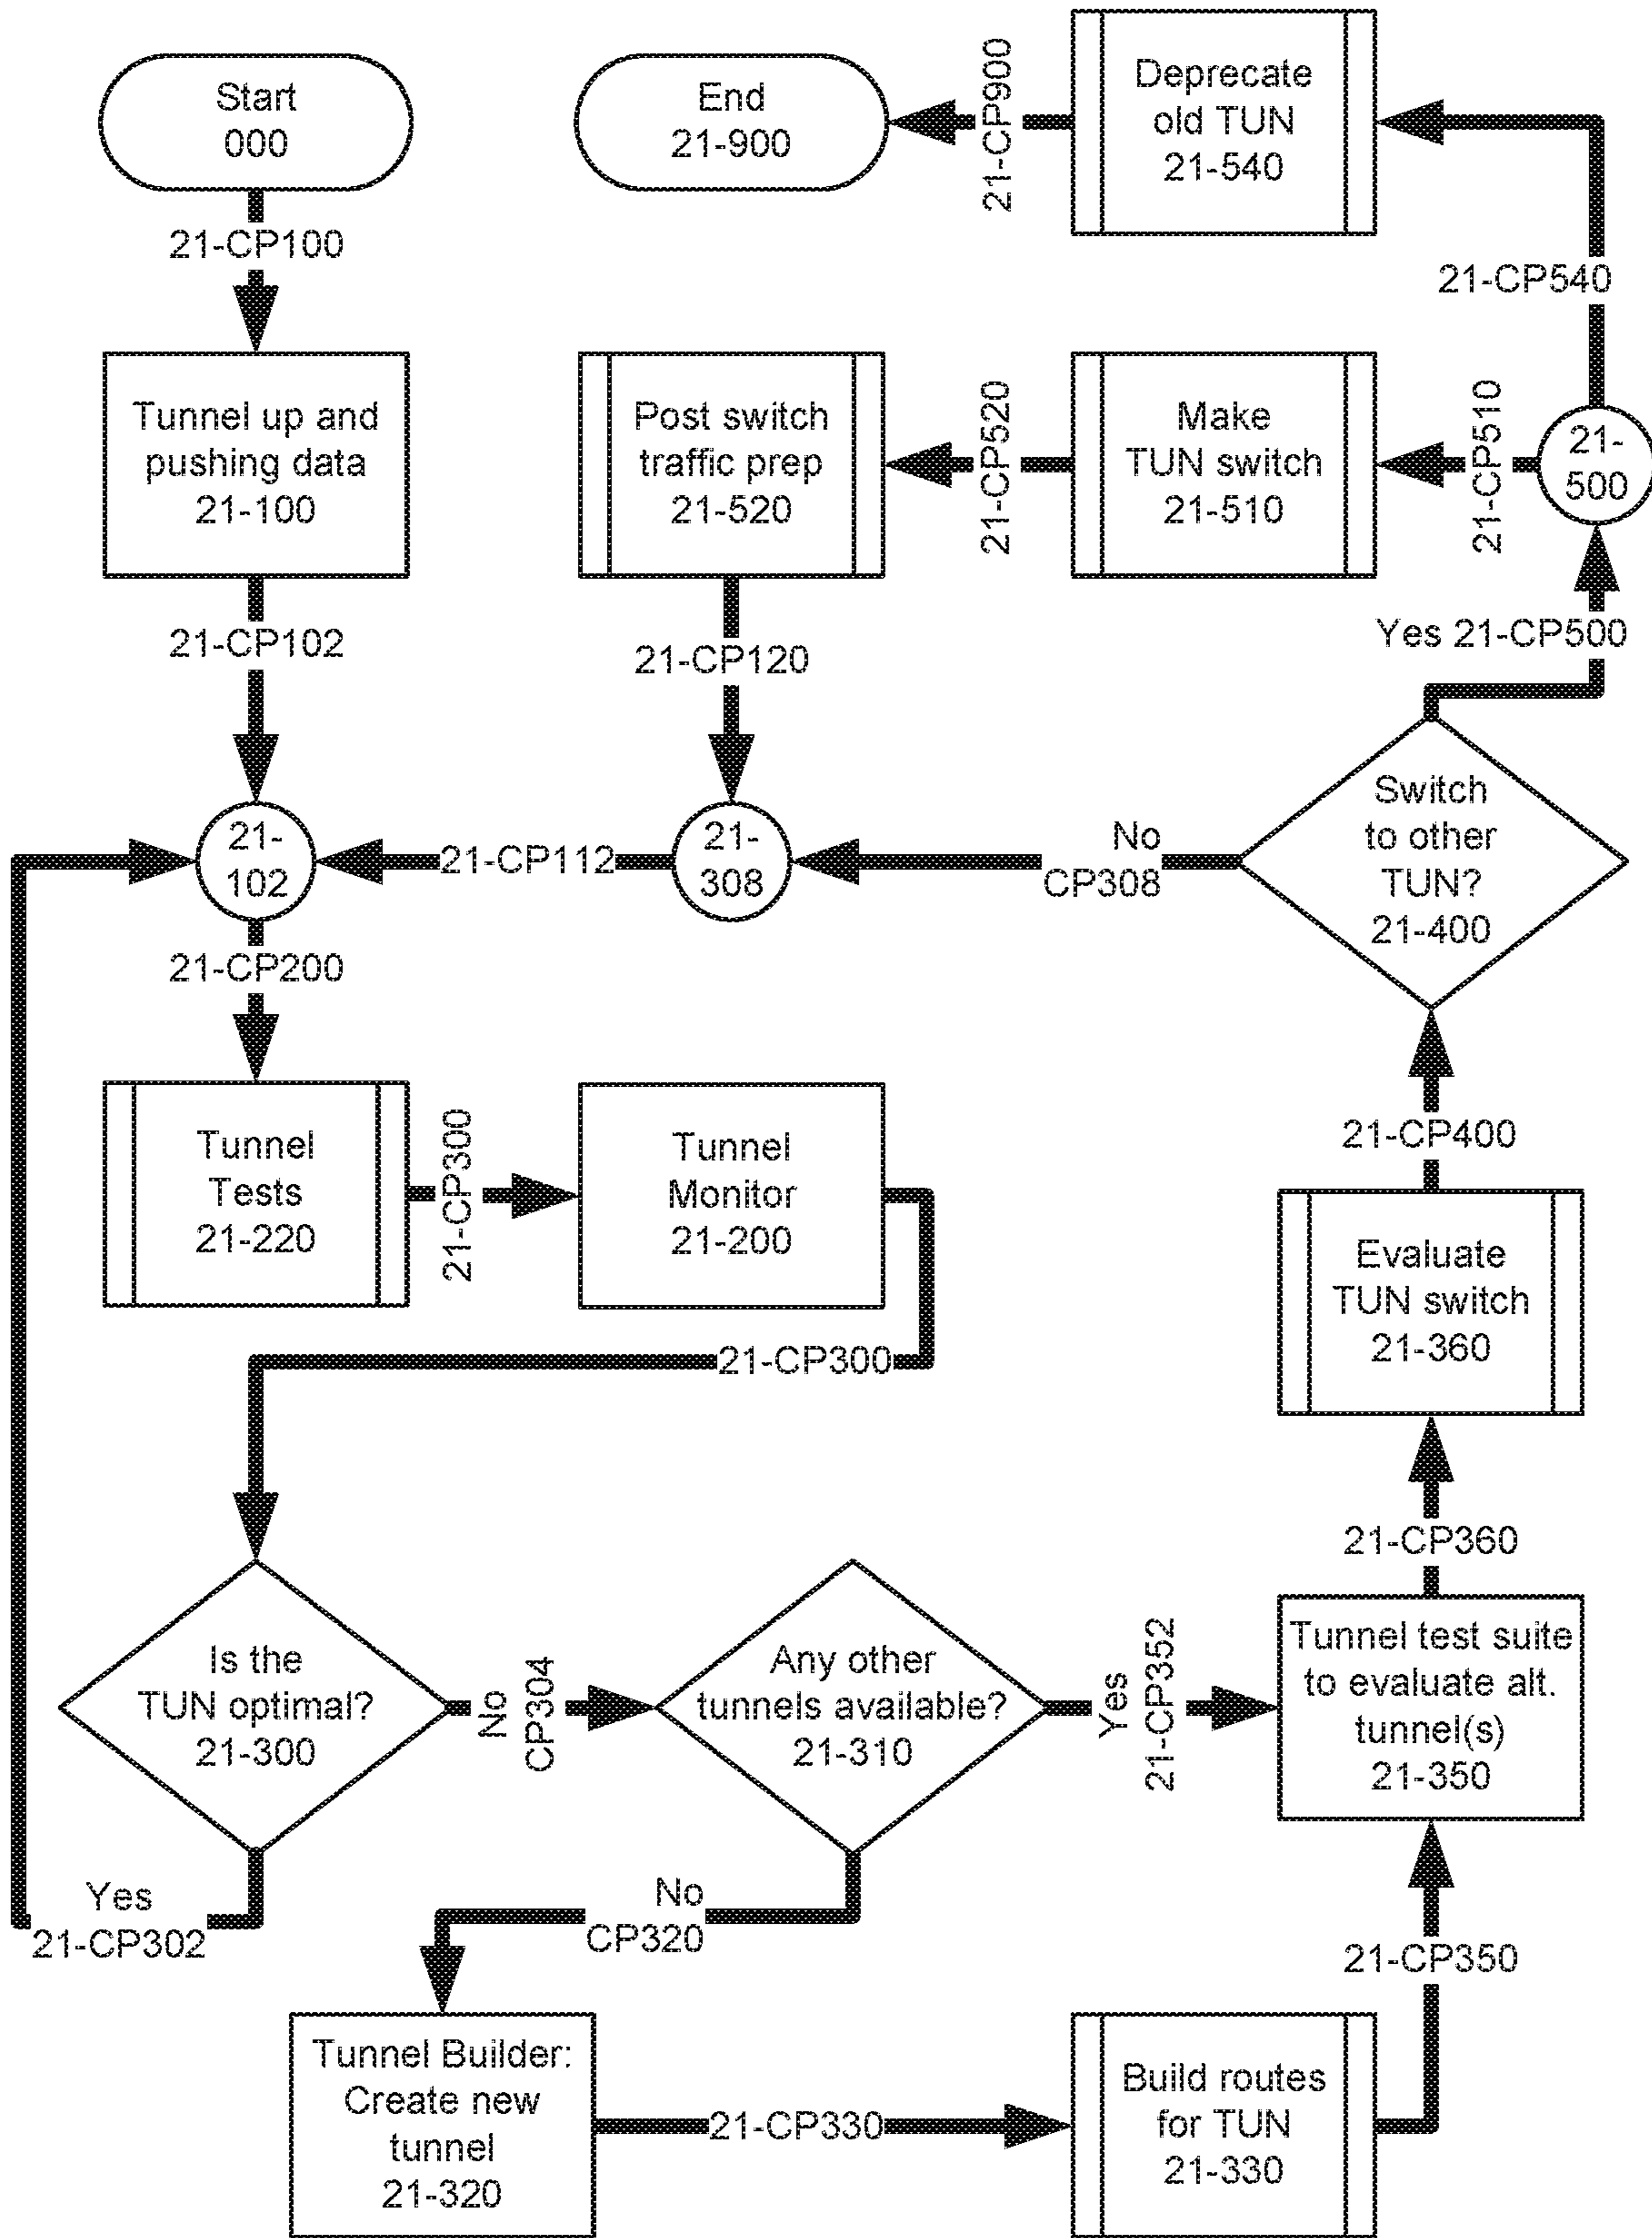 Start
000
End
21-900
21-CP900
Deprecate
old TUN
21-540
21-CP100
21-CP540
Tunnel up and
pushing data
21-100
Post switch
traffic prep
21-520
21-CP520
Make
TUN switch
21-510
21-CP510
21-
500
21-CP102
21-CP120
Yes 21-CP500
21-
102
21-CP112
21-
308
No
CP308
Switch
to other
TUN?
21-400
21-CP200
21-CP400
Tunnel
Tests
21-220
21-CP300
Tunnel
Monitor
21-200
Evaluate
TUN switch
21-360
21-CP300
21-CP360
Is the
TUN optimal?
21-300
No
CP304
Any other
tunnels available?
21-310
Yes
21-CP352
Tunnel test suite
to evaluate alt.
tunnel(s)
21-350
Yes
21-CP302
No
CP320
21-CP350
Tunnel Builder:
Create new
tunnel
21-320
21-CP330
Build routes
for TUN
21-330